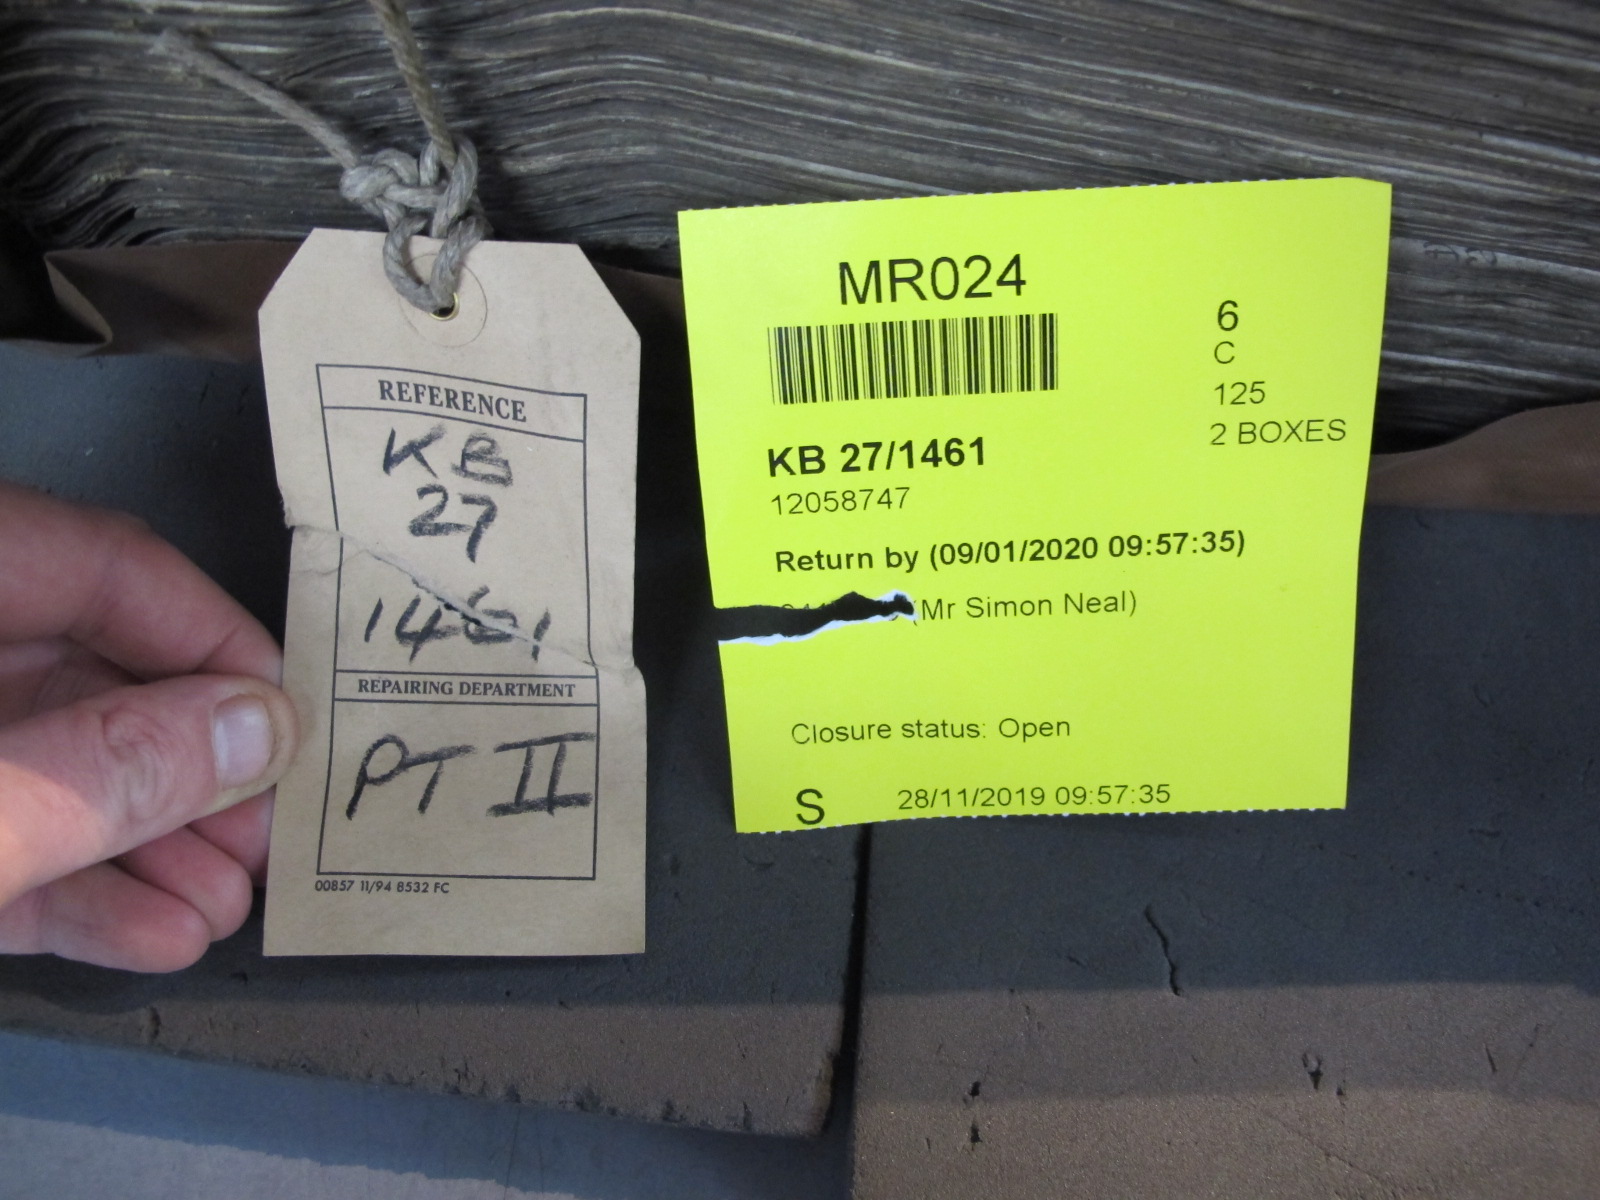 REFERENCE
KB
27
1461
REPAIRING DEPARTMENT
PT II
00857 11/94 8532 FC
MR024
6
C
125
2 BOXES
KB 27/1461
12058747
Return by (09/01/2020 09:57:35)
(Mr Simon Neal)
Closure status: Open
S 28/11/2019 09:57:35